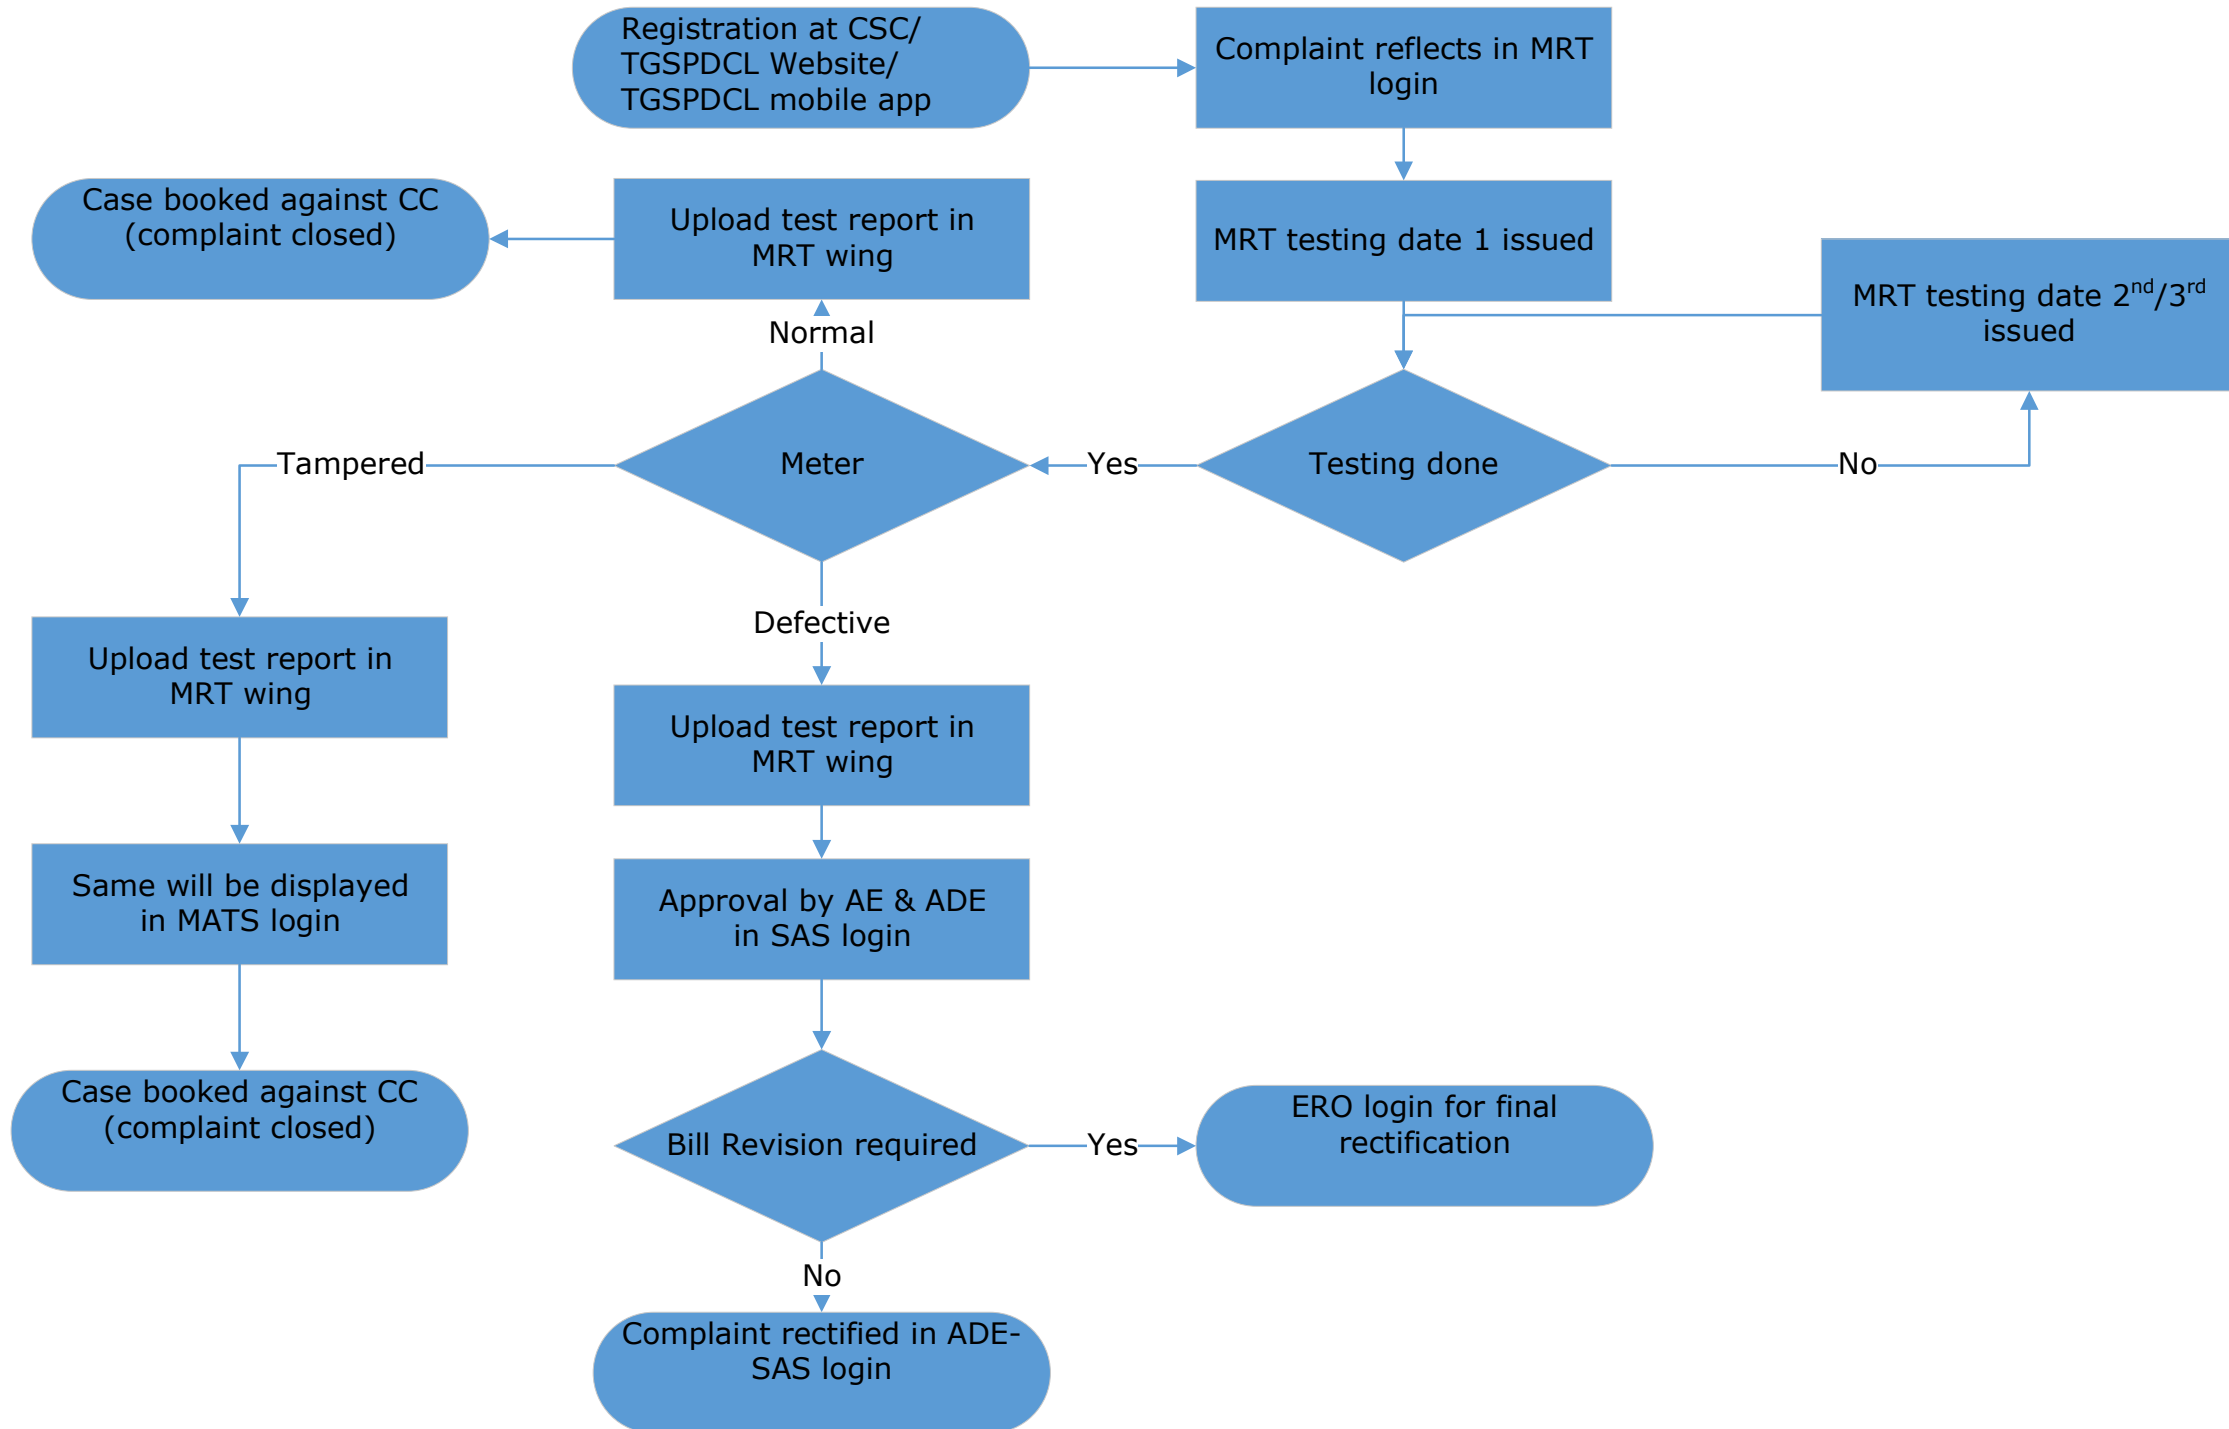 Registration at CSC/
TGSPDCL Website/
TGSPDCL mobile app
Complaint reflects in MRT
login
Case booked against CC
(complaint closed)
Upload test report in
MRT wing
MRT testing date 1 issued
MRT testing date 2nd/3rd
issued
Normal
Tampered
Meter
Yes
Testing done
No
Defective
Upload test report in
MRT wing
Upload test report in
MRT wing
Same will be displayed
in MATS login
Approval by AE & ADE
in SAS login
Case booked against CC
(complaint closed)
Bill Revision required
Yes
ERO login for final
rectification
No
Complaint rectified in ADE-
SAS login